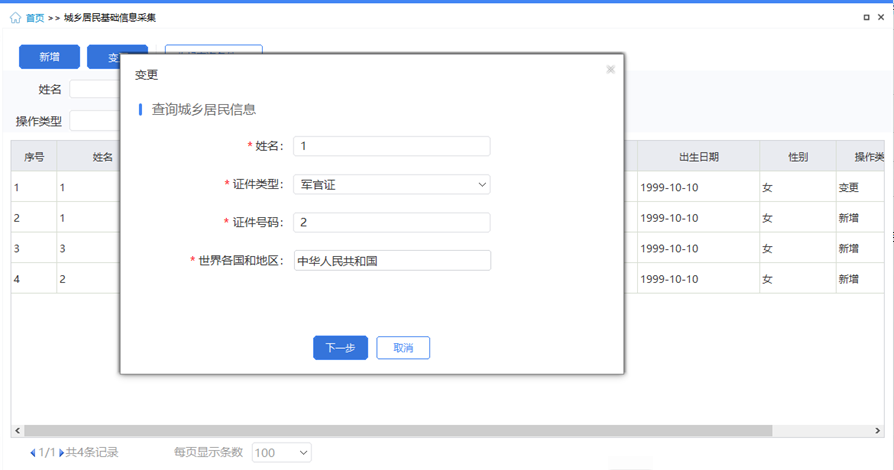 首页 >> 城乡居民基础信息采集
新增 变
姓名
操作类型
变更
查询城乡居民信息
* 姓名： 1
* 证件类型： 军官证
* 证件号码： 2
* 世界各国和地区： 中华人民共和国
下一步 取消
序号 姓名 出生日期 性别 操作类
1 1 1999-10-10 女 变更
2 1 1999-10-10 女 新增
3 3 1999-10-10 女 新增
4 2 1999-10-10 女 新增
1/1 共4条记录 每页显示条数 100